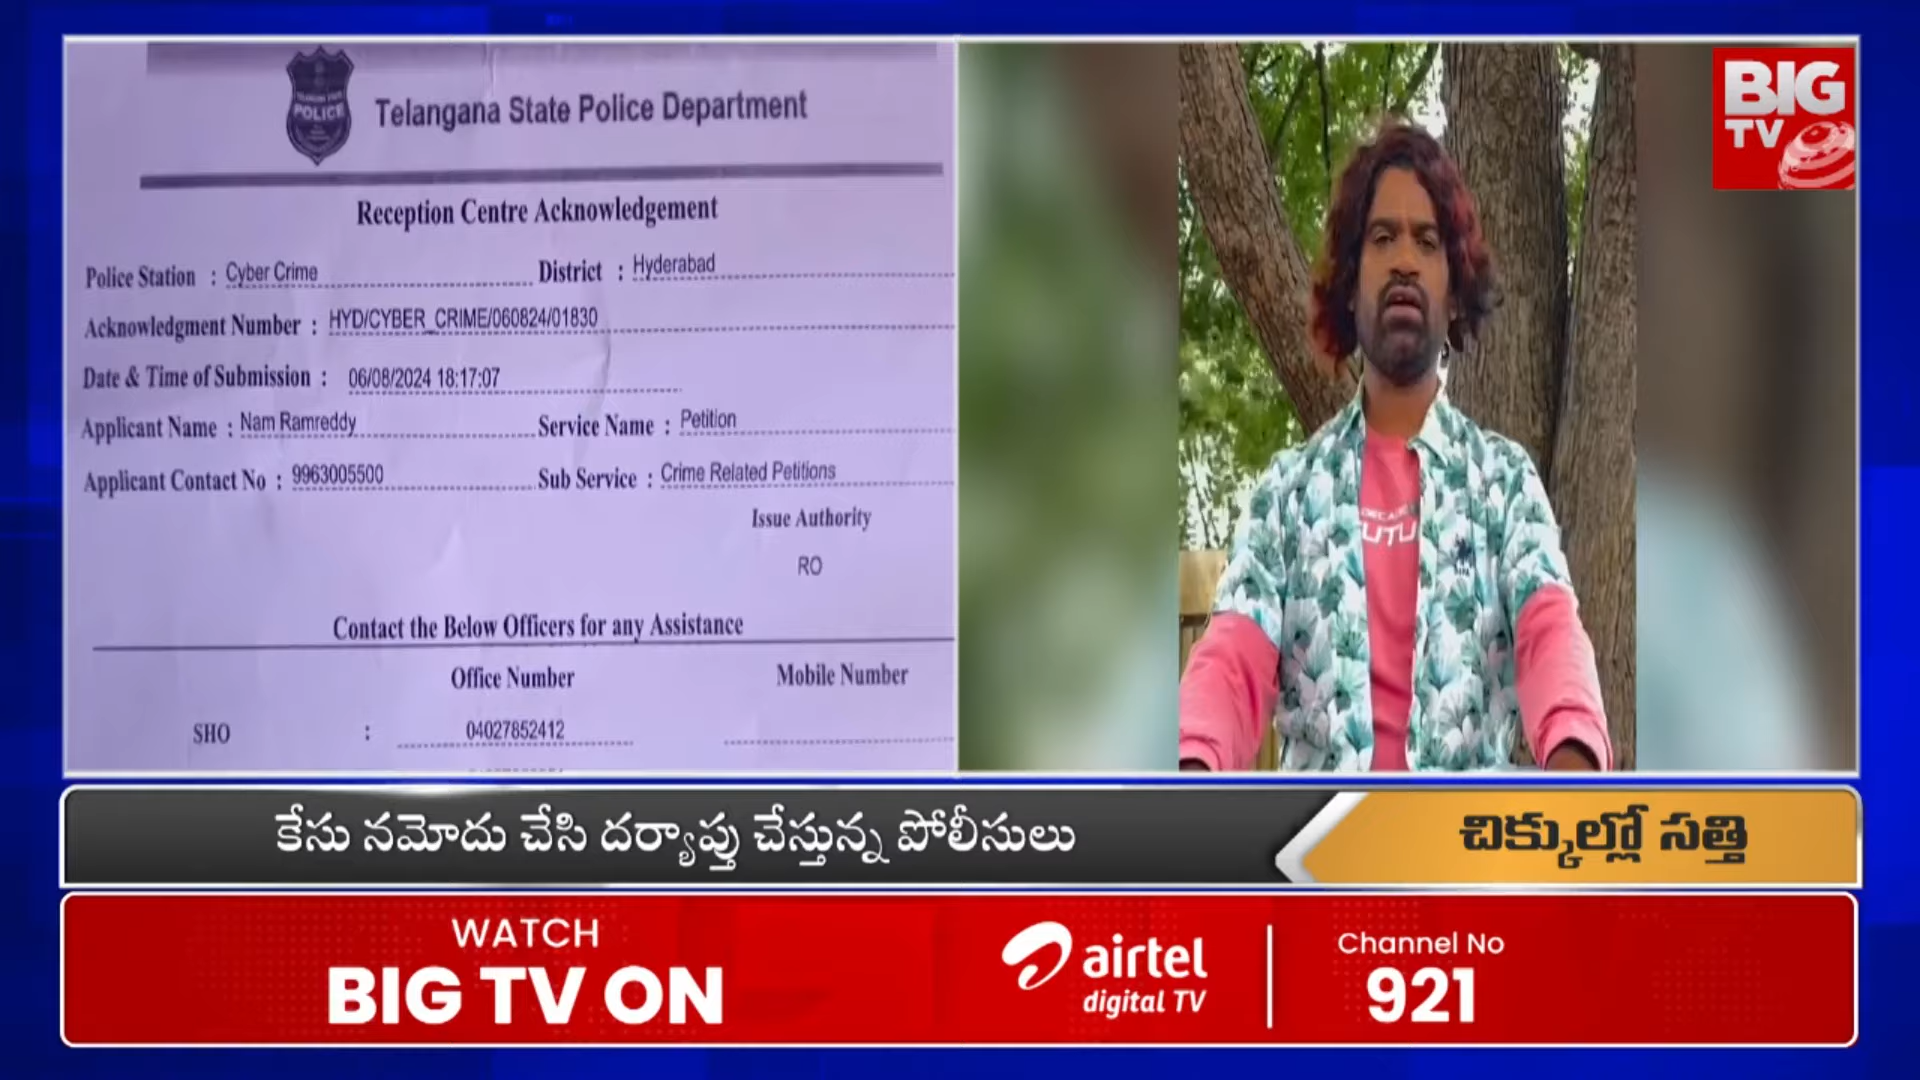 TELANGANA STATE
POLICE
Telangana State Police Department
Reception Centre Acknowledgement
Police Station : Cyber Crime District : Hyderabad
Acknowledgment Number : HYD/CYBER_CRIME/060824/01830
Date & Time of Submission : 06/08/2024 18:17:07
Applicant Name : Nam Ramreddy Service Name : Petition
Applicant Contact No : 9963005500 Sub Service : Crime Related Petitions
Issue Authority
RO
Contact the Below Officers for any Assistance
Office Number Mobile Number
SHO : 04027852412
BIG
TV
UTU
కేసు నమోదు చేసి దర్యాప్తు చేస్తున్న పోలీసులు
చిక్కుల్లో సత్తి
WATCH
BIG TV ON
airtel
digital TV
Channel No
921